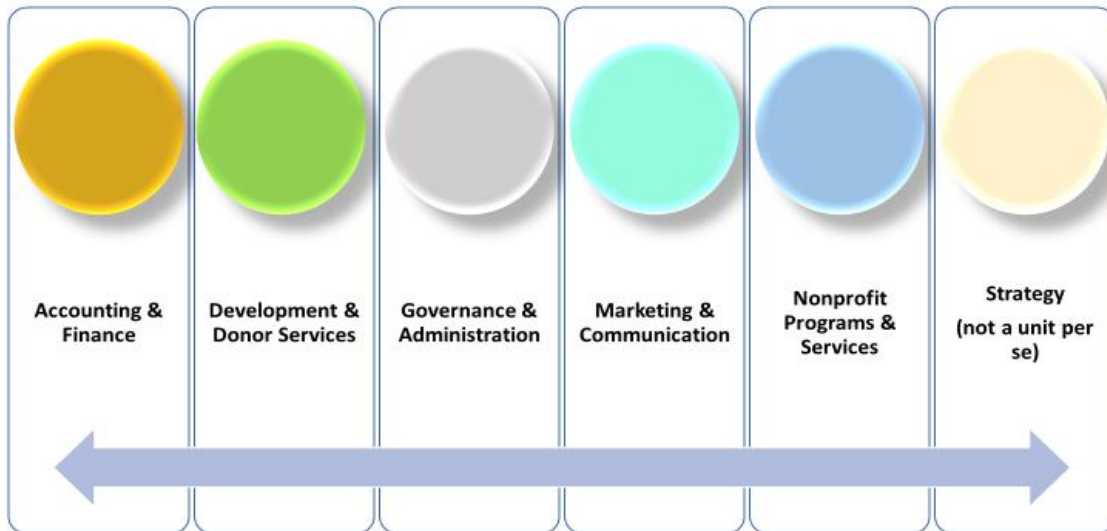 Accounting &
Finance
Development &
Donor Services
Governance &
Administration
Marketing &
Communication
Nonprofit
Programs &
Services
Strategy
(not a unit per
se)